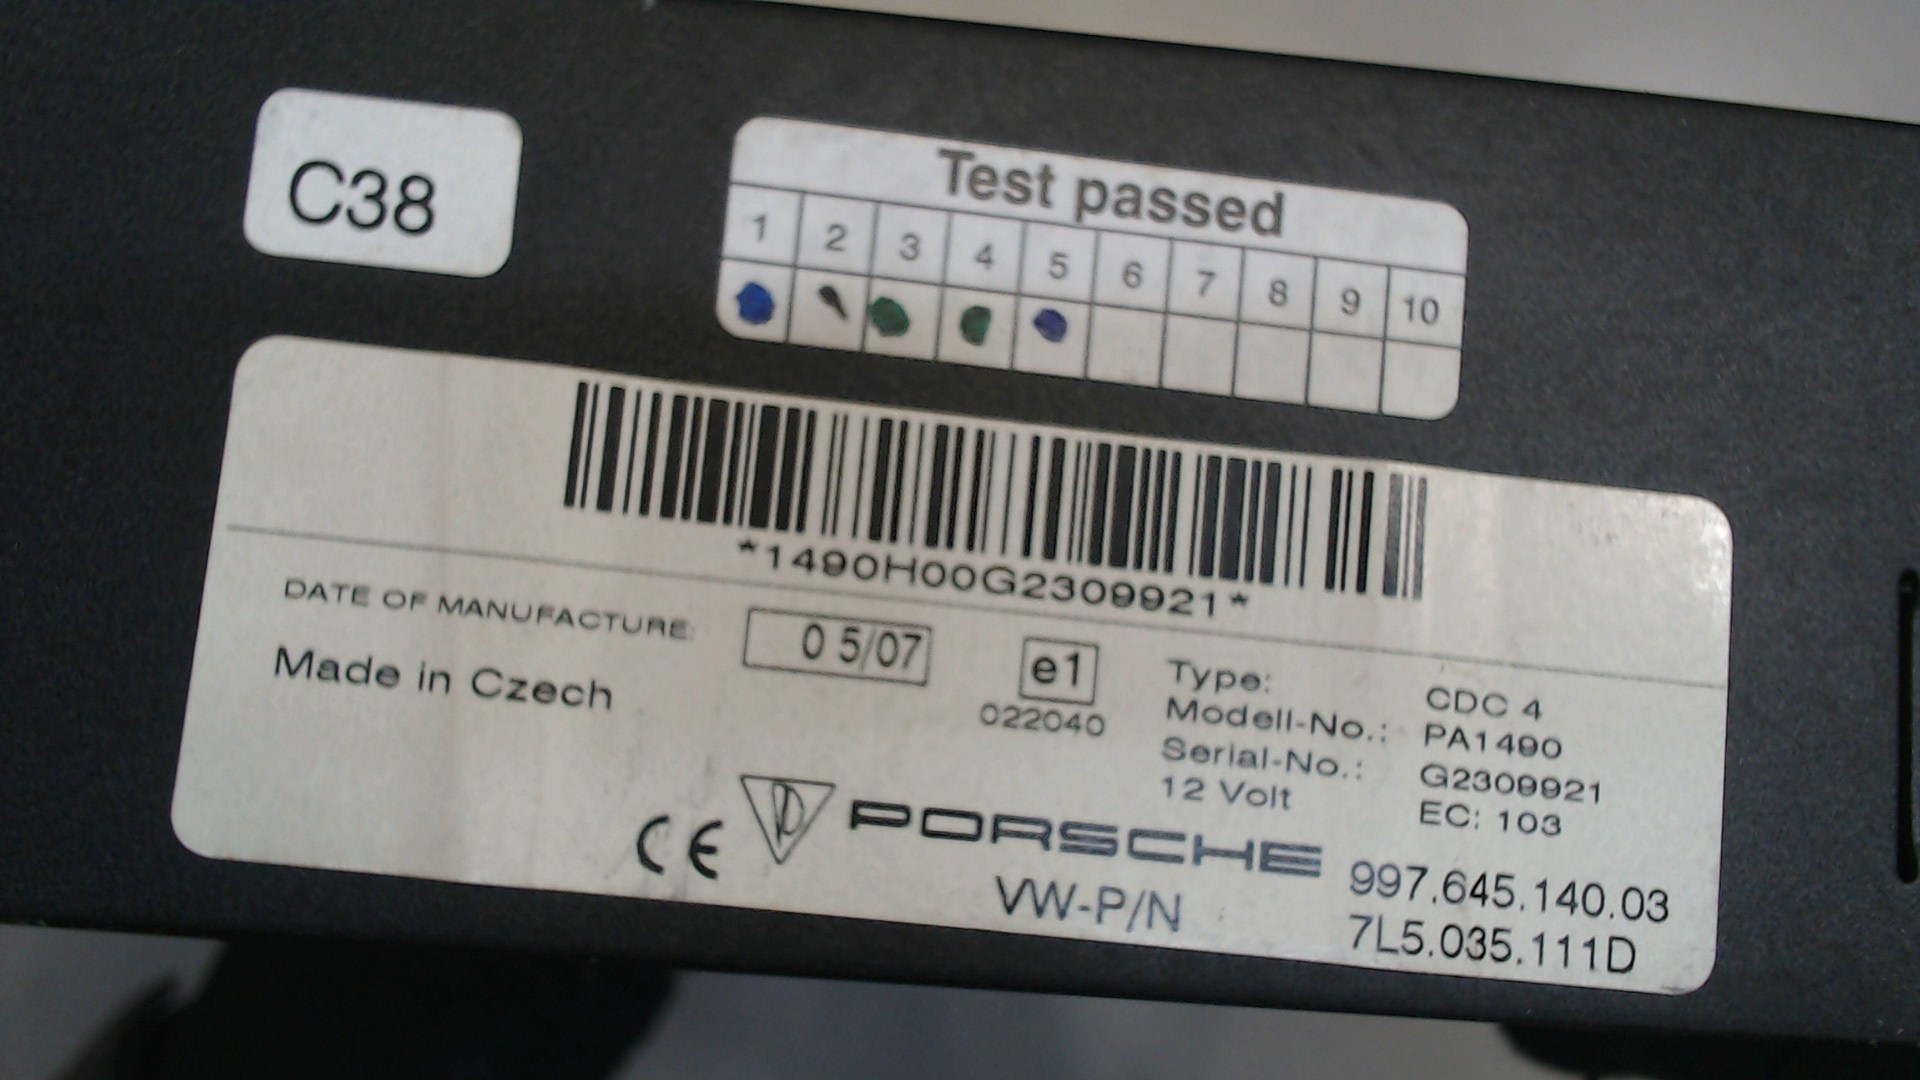 C38
Test passed
1 2 3 4 5 6 7 8 9 10
*1490H00G2309921*
DATE OF MANUFACTURE: 0 5/07
Made in Czech
e1
022040
Type: CDC 4
Modell-No.: PA1490
Serial-No.: G2309921
12 Volt EC: 103
CE PORSCHE 997.645.140.03
VW-P/N 7L5.035.111D